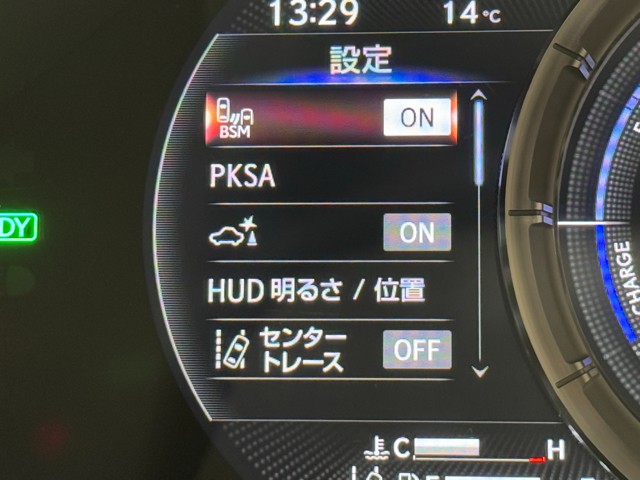 13:29 14℃
設定
BSM ON
PKSA
ON
HUD 明るさ / 位置
センター
トレース OFF
DY
CHARGE
C H